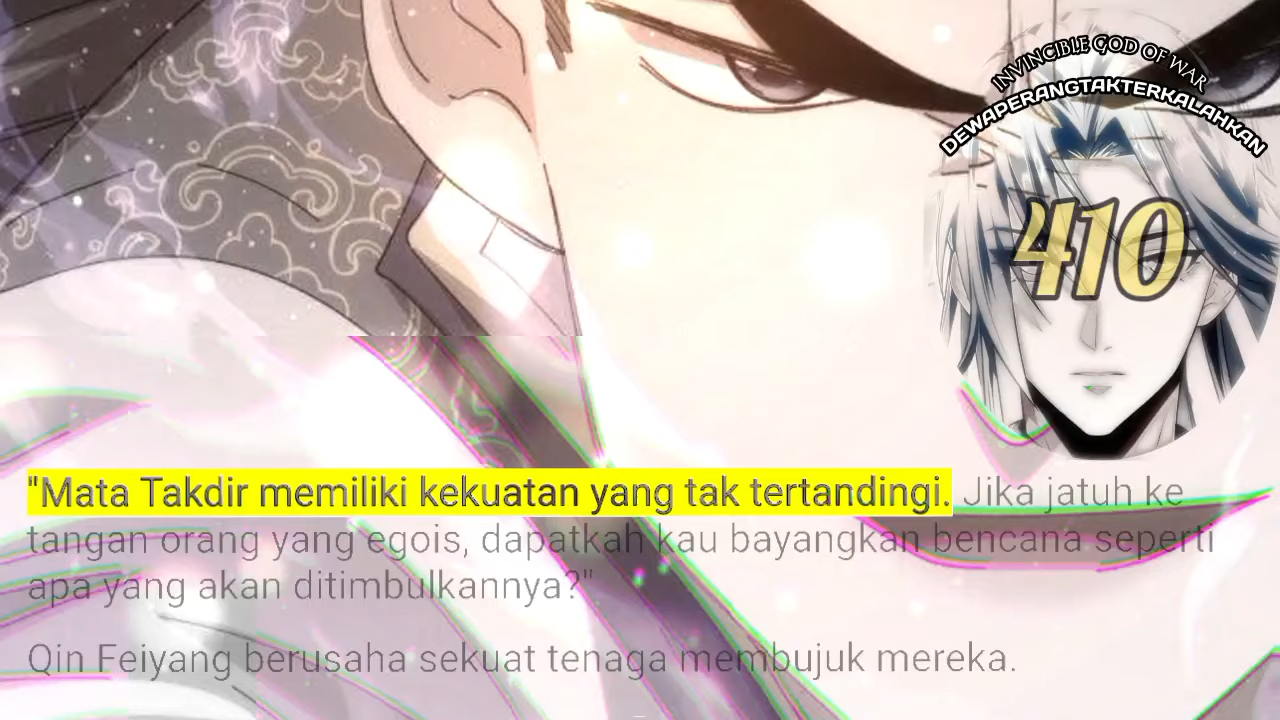 INVINCIBLE GOD OF WAR
DEWAPERANGTAKTERKALAHKAN
410
"Mata Takdir memiliki kekuatan yang tak tertandingi. Jika jatuh ke
tangan orang yang egois, dapatkah kau bayangkan bencana seperti
apa yang akan ditimbulkannya?"
Qin Feiyang berusaha sekuat tenaga membujuk mereka.